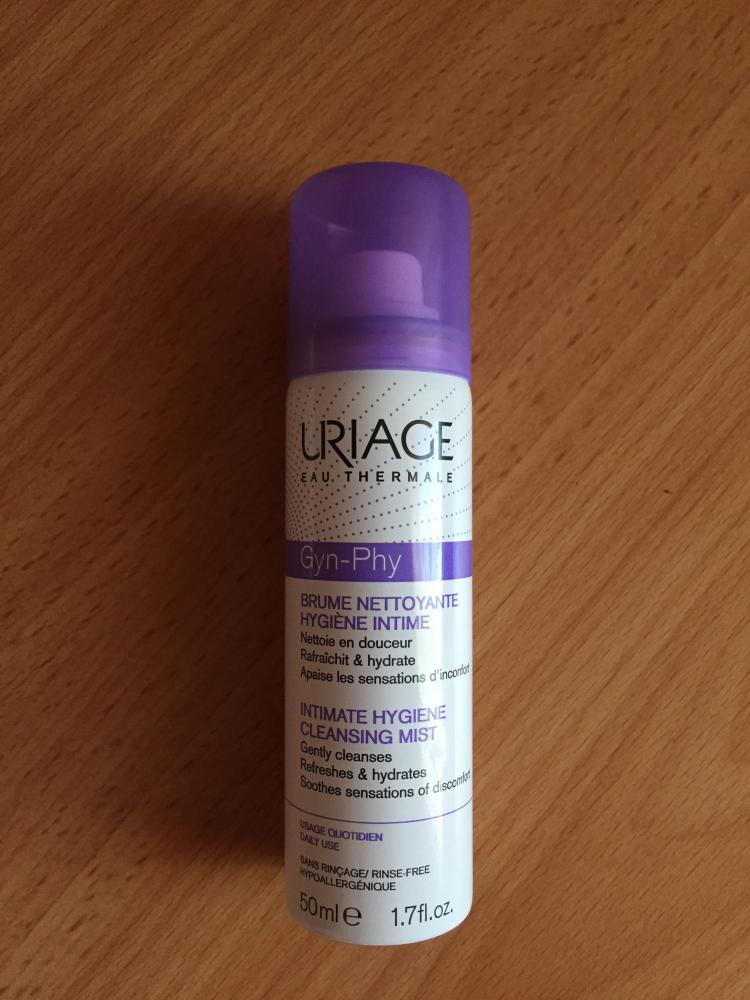 URIAGE
EAU THERMALE
Gyn-Phy
BRUME NETTOYANTE
HYGIÈNE INTIME
Nettoie en douceur
Rafraîchit & hydrate
Apaise les sensations d'inconfort
INTIMATE HYGIENE
CLEANSING MIST
Gently cleanses
Refreshes & hydrates
Soothes sensations of discomfort
USAGE QUOTIDIEN
DAILY USE
SANS RINÇAGE/ RINSE-FREE
HYPOALLERGÉNIQUE
50ml e 1.7fl.oz.